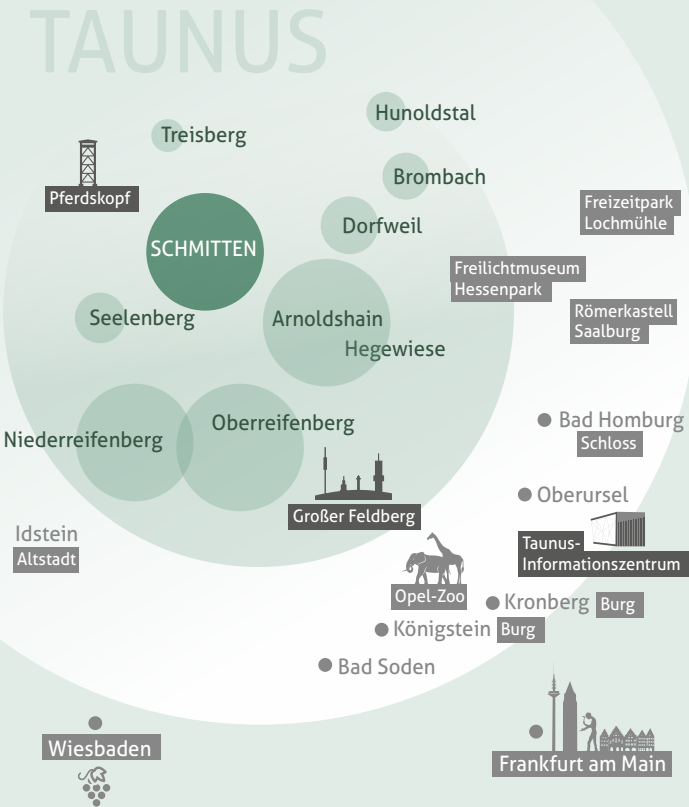 TAUNUS
Hunoldstal
Treisberg
Brombach
Pferdskopf
Freizeitpark
Lochmühle
Dorfweil
SCHMITTEN
Freilichtmuseum
Hessenpark
Römerkastell
Saalburg
Seelenberg
Arnoldshain
Hegewiese
Bad Homburg
Schloss
Oberreifenberg
Niederreifenberg
Oberursel
Großer Feldberg
Idstein
Altstadt
Taunus-
Informationszentrum
Opel-Zoo
Kronberg Burg
Königstein Burg
Bad Soden
Wiesbaden
Frankfurt am Main